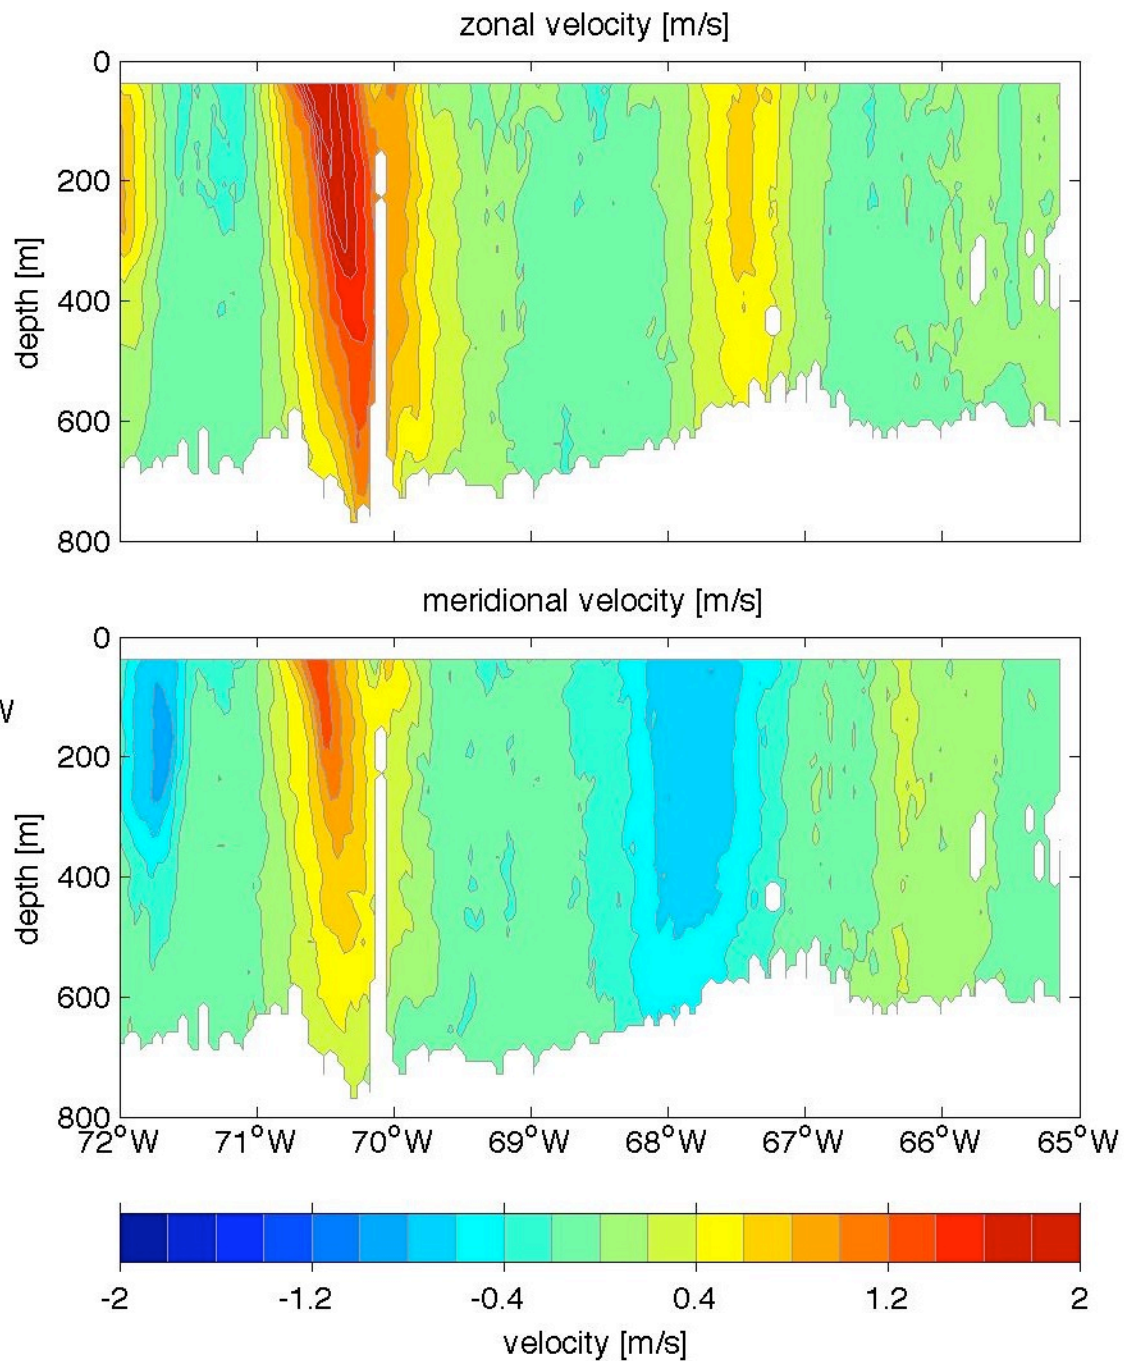 zonal velocity [m/s]
0
200
400
600
800
depth [m]
meridional velocity [m/s]
0
200
400
600
800
depth [m]
W
72°W 71°W 70°W 69°W 68°W 67°W 66°W 65°W
-2 -1.2 -0.4 0.4 1.2 2
velocity [m/s]